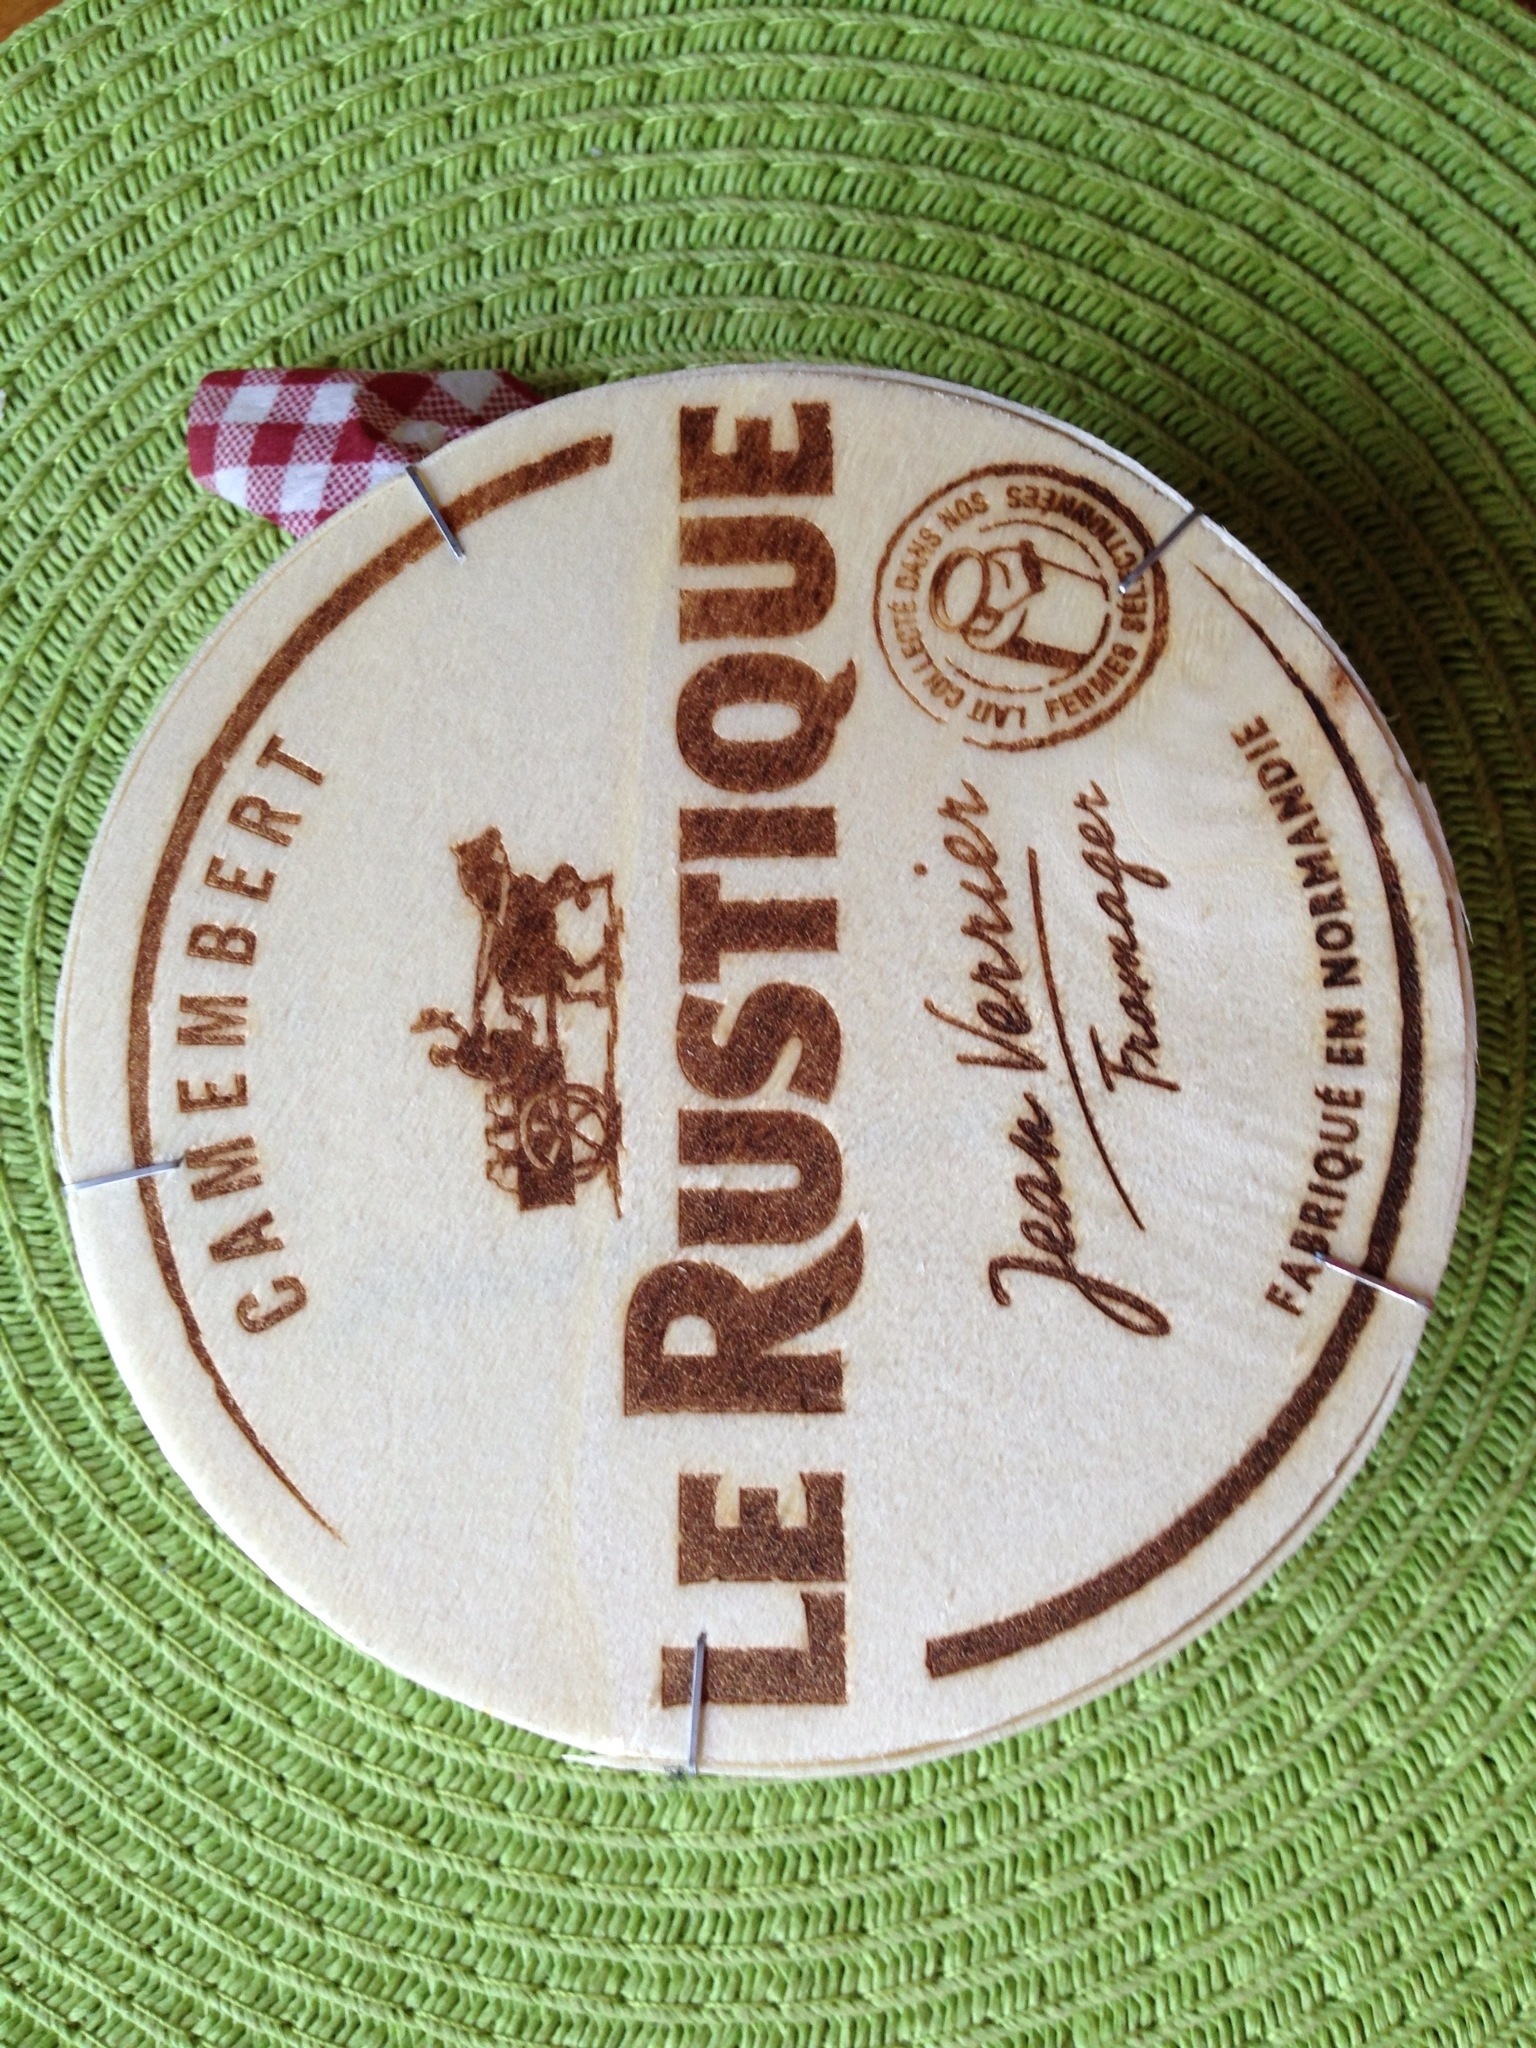 CAMEMBERT
LE RUSTIQUE
Jean Verrier
Fromager
LAIT COLLECTÉ DANS NOS
FERMES SÉLECTIONNÉES
FABRIQUÉ EN NORMANDIE